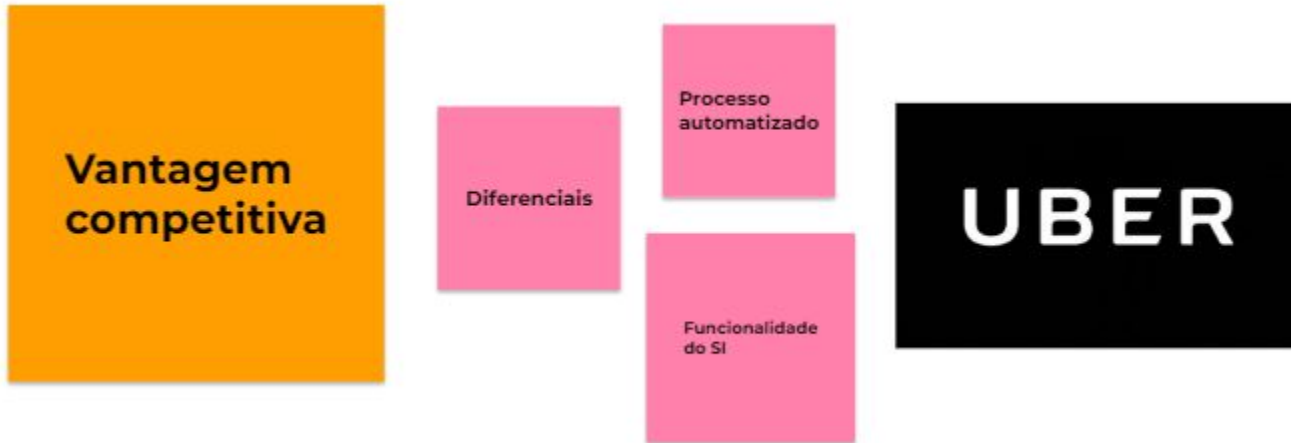 Vantagem
competitiva
Diferenciais
Processo
automatizado
Funcionalidade
do SI
UBER